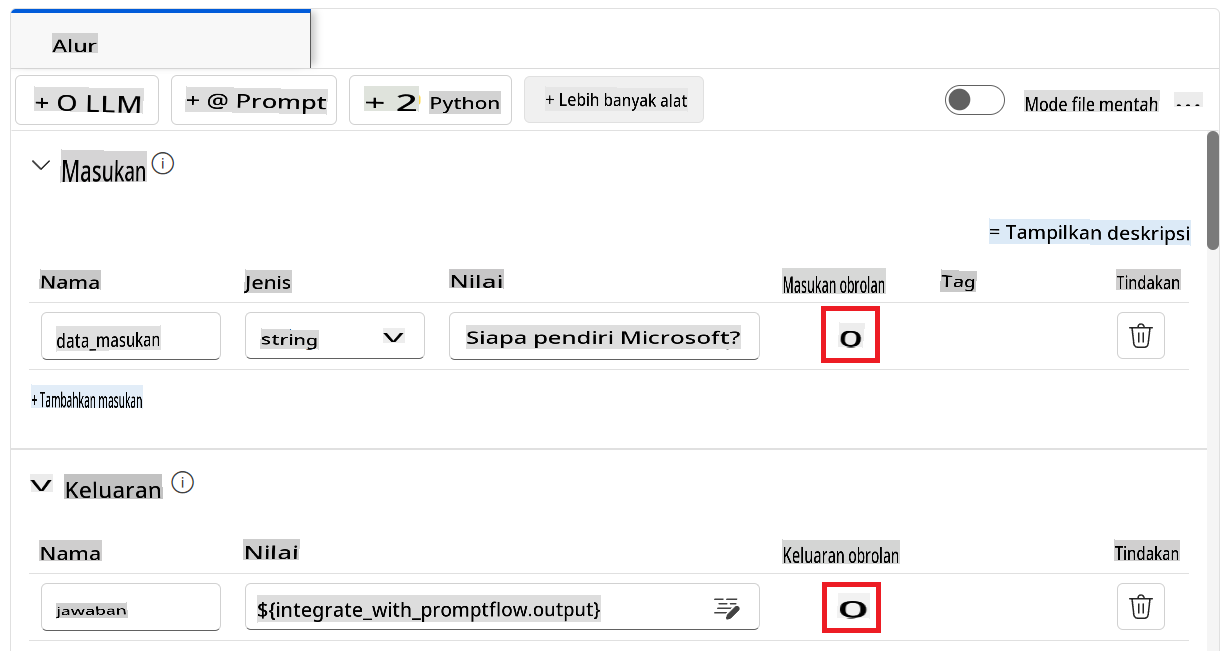 Alur
+ O LLM
+ @ Prompt
+ 2 Python
+ Lebih banyak alat
Mode file mentah
...
Masukan
= Tampilkan deskripsi
Nama Jenis Nilai Masukan obrolan Tag Tindakan
data_masukan string Siapa pendiri Microsoft? O
+ Tambahkan masukan
Keluaran
Nama Nilai Keluaran obrolan Tindakan
jawaban ${integrate_with_promptflow.output} O